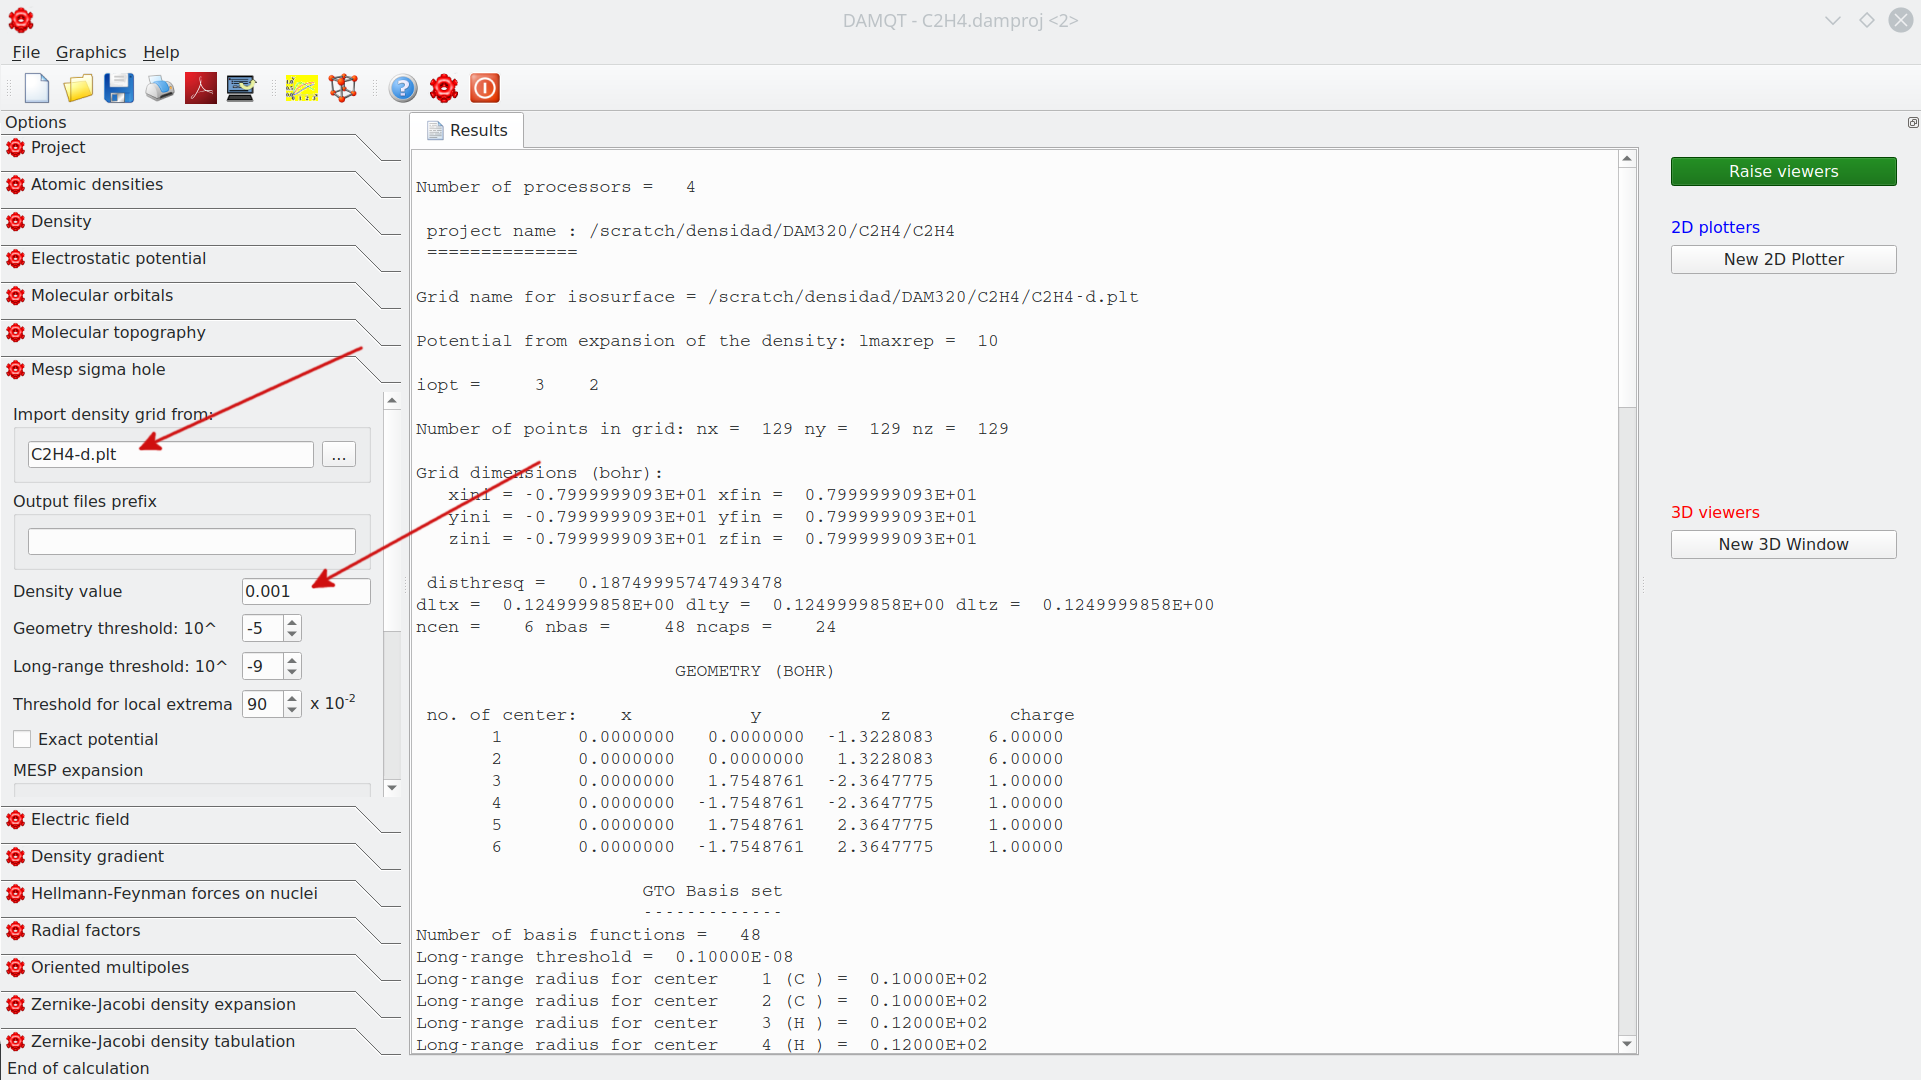 DAMQT - C2H4.damproj <2>
File Graphics Help
Options
Project
Atomic densities
Density
Electrostatic potential
Molecular orbitals
Molecular topography
Mesp sigma hole
Import density grid from:
C2H4-d.plt ...
Output files prefix
Density value 0.001
Geometry threshold: 10^ -5
Long-range threshold: 10^ -9
Threshold for local extrema 90 x 10-2
Exact potential
MESP expansion
Electric field
Density gradient
Hellmann-Feynman forces on nuclei
Radial factors
Oriented multipoles
Zernike-Jacobi density expansion
Zernike-Jacobi density tabulation
End of calculation
Results
Number of processors = 4
project name : /scratch/densidad/DAM320/C2H4/C2H4
==============
Grid name for isosurface = /scratch/densidad/DAM320/C2H4/C2H4-d.plt
Potential from expansion of the density: lmaxrep = 10
iopt = 3 2
Number of points in grid: nx = 129 ny = 129 nz = 129
Grid dimensions (bohr):
xini = -0.7999999093E+01 xfin = 0.7999999093E+01
yini = -0.7999999093E+01 yfin = 0.7999999093E+01
zini = -0.7999999093E+01 zfin = 0.7999999093E+01
disthresq = 0.18749995747493478
dltx = 0.1249999858E+00 dlty = 0.1249999858E+00 dltz = 0.1249999858E+00
ncen = 6 nbas = 48 ncaps = 24
GEOMETRY (BOHR)
no. of center: x y z charge
1 0.0000000 0.0000000 -1.3228083 6.00000
2 0.0000000 0.0000000 1.3228083 6.00000
3 0.0000000 1.7548761 -2.3647775 1.00000
4 0.0000000 -1.7548761 -2.3647775 1.00000
5 0.0000000 1.7548761 2.3647775 1.00000
6 0.0000000 -1.7548761 2.3647775 1.00000
GTO Basis set
-------------
Number of basis functions = 48
Long-range threshold = 0.10000E-08
Long-range radius for center 1 (C ) = 0.10000E+02
Long-range radius for center 2 (C ) = 0.10000E+02
Long-range radius for center 3 (H ) = 0.12000E+02
Long-range radius for center 4 (H ) = 0.12000E+02
Raise viewers
2D plotters
New 2D Plotter
3D viewers
New 3D Window